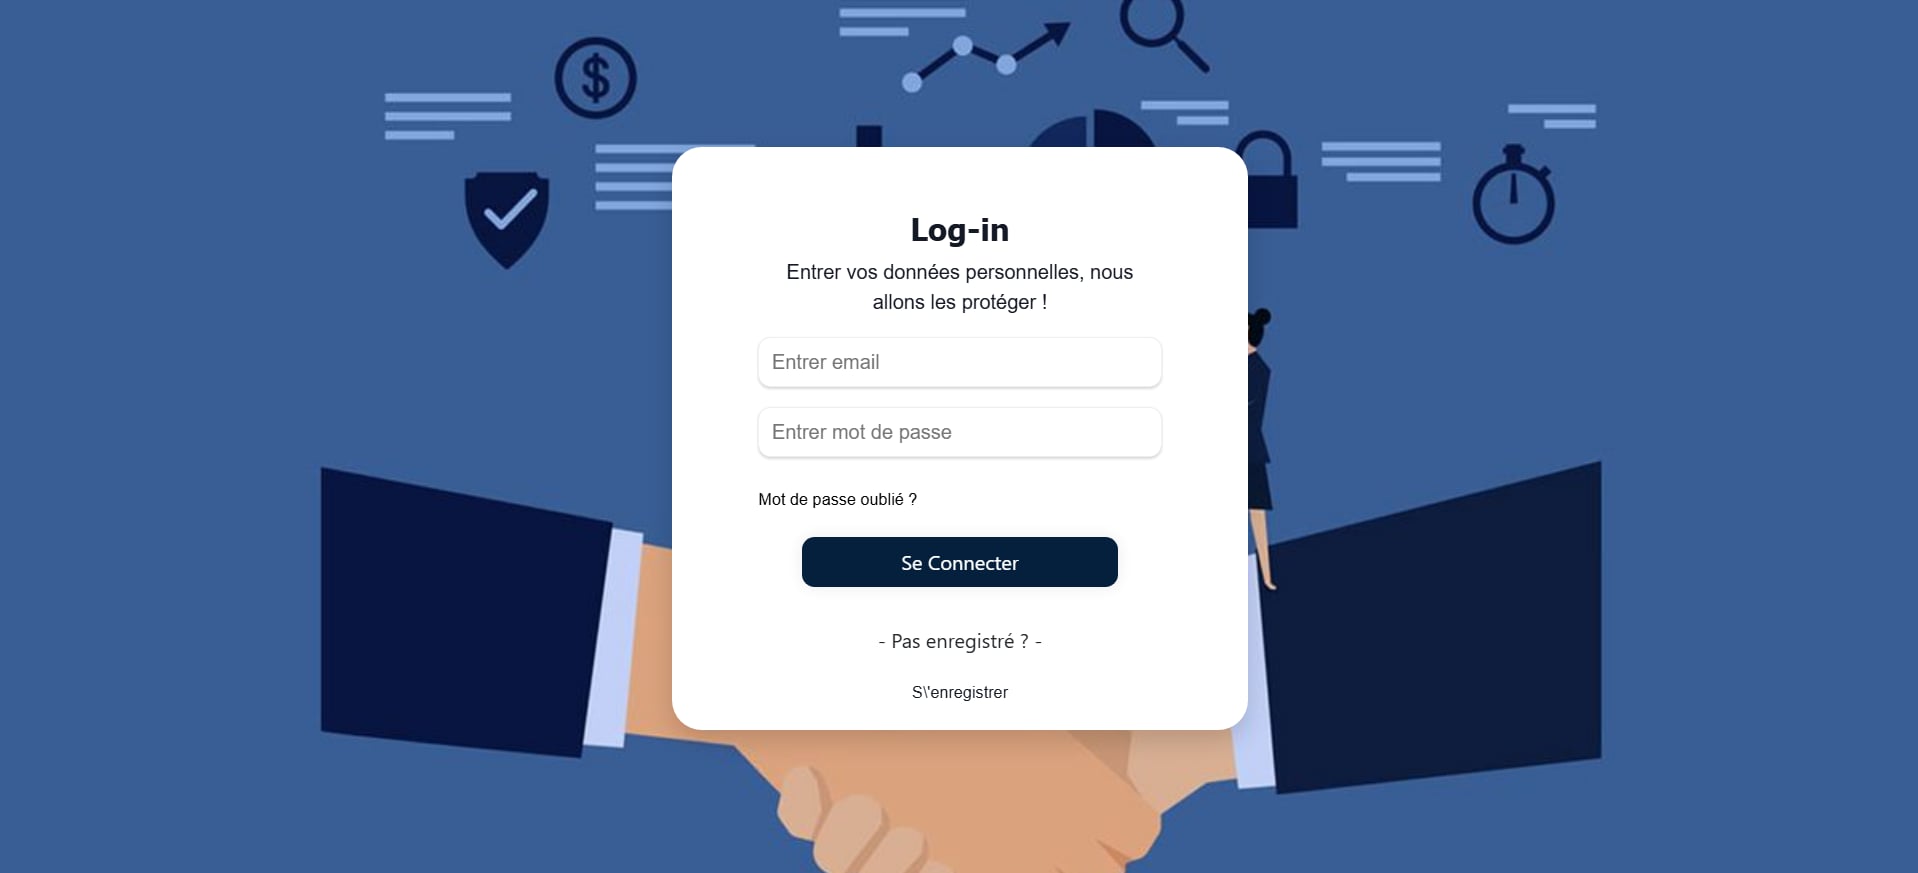 $
Log-in
Entrer vos données personnelles, nous
allons les protéger !
Entrer email
Entrer mot de passe
Mot de passe oublié ?
Se Connecter
- Pas enregistré ? -
S\'enregistrer